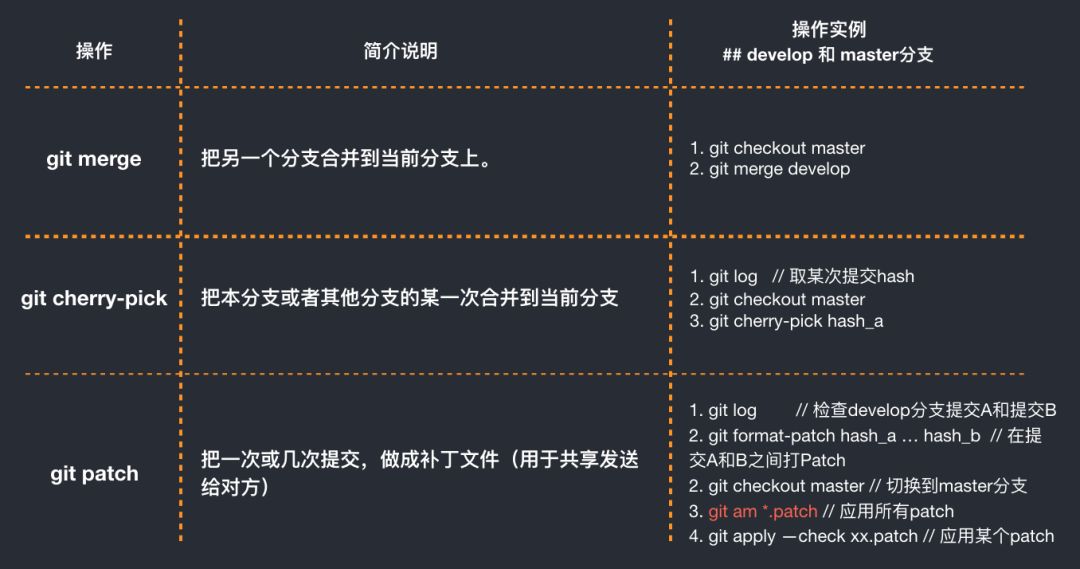 操作
简介说明
操作实例
## develop 和 master分支
git merge
把另一个分支合并到当前分支上。
1. git checkout master
2. git merge develop
git cherry-pick
把本分支或者其他分支的某一次合并到当前分支
1. git log // 取某次提交hash
2. git checkout master
3. git cherry-pick hash_a
git patch
把一次或几次提交，做成补丁文件（用于共享发送
给对方）
1. git log // 检查develop分支提交A和提交B
2. git format-patch hash_a … hash_b // 在提
交A和B之间打Patch
2. git checkout master // 切换到master分支
3. git am *.patch // 应用所有patch
4. git apply —check xx.patch // 应用某个patch